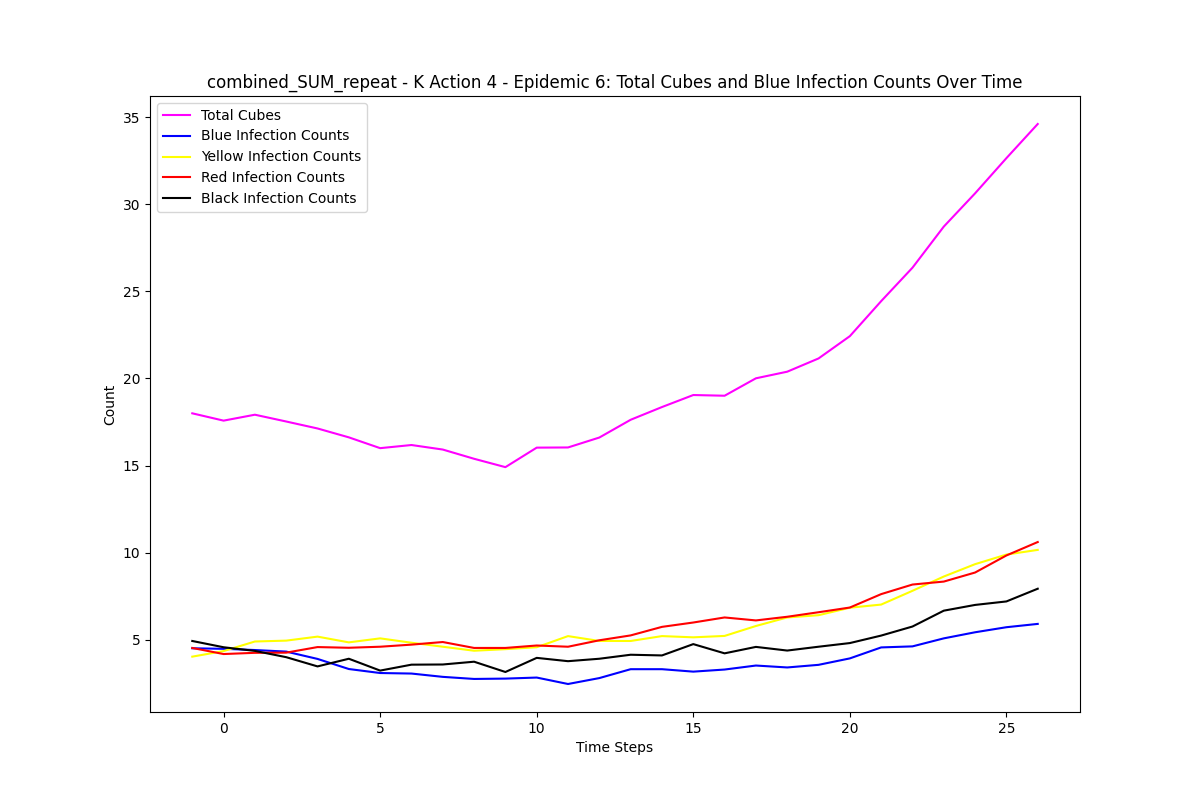 combined_SUM_repeat - K Action 4 - Epidemic 6: Total Cubes and Blue Infection Counts Over Time
Total Cubes
Blue Infection Counts
Yellow Infection Counts
Red Infection Counts
Black Infection Counts
35
30
25
20
15
10
5
Count
0 5 10 15 20 25
Time Steps